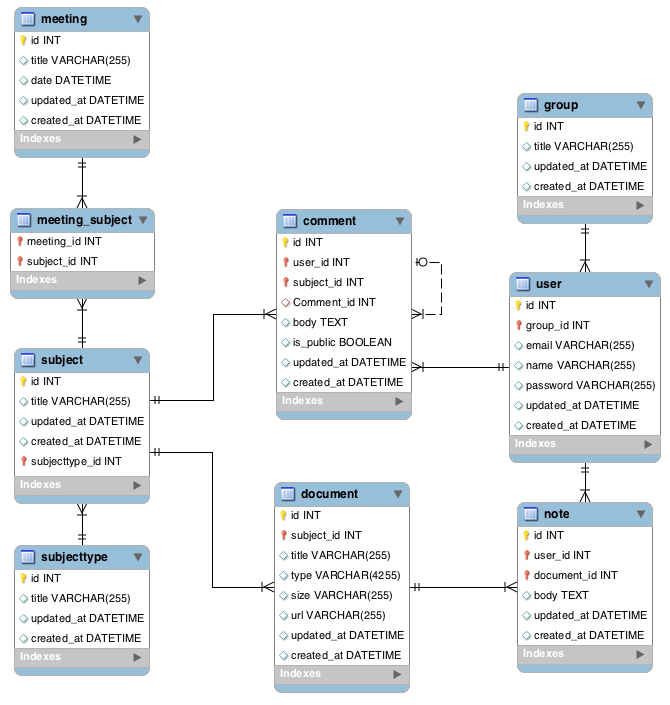 meeting
id INT
title VARCHAR(255)
date DATETIME
updated_at DATETIME
created_at DATETIME
Indexes
meeting_subject
meeting_id INT
subject_id INT
Indexes
subject
id INT
title VARCHAR(255)
updated_at DATETIME
created_at DATETIME
subjecttype_id INT
Indexes
subjecttype
id INT
title VARCHAR(255)
updated_at DATETIME
created_at DATETIME
Indexes
comment
id INT
user_id INT
subject_id INT
Comment_id INT
body TEXT
is_public BOOLEAN
updated_at DATETIME
created_at DATETIME
Indexes
document
id INT
subject_id INT
title VARCHAR(255)
type VARCHAR(4255)
size VARCHAR(255)
url VARCHAR(255)
updated_at DATETIME
created_at DATETIME
Indexes
group
id INT
title VARCHAR(255)
updated_at DATETIME
created_at DATETIME
Indexes
user
id INT
group_id INT
email VARCHAR(255)
name VARCHAR(255)
password VARCHAR(255)
updated_at DATETIME
created_at DATETIME
Indexes
note
id INT
user_id INT
document_id INT
body TEXT
updated_at DATETIME
created_at DATETIME
Indexes